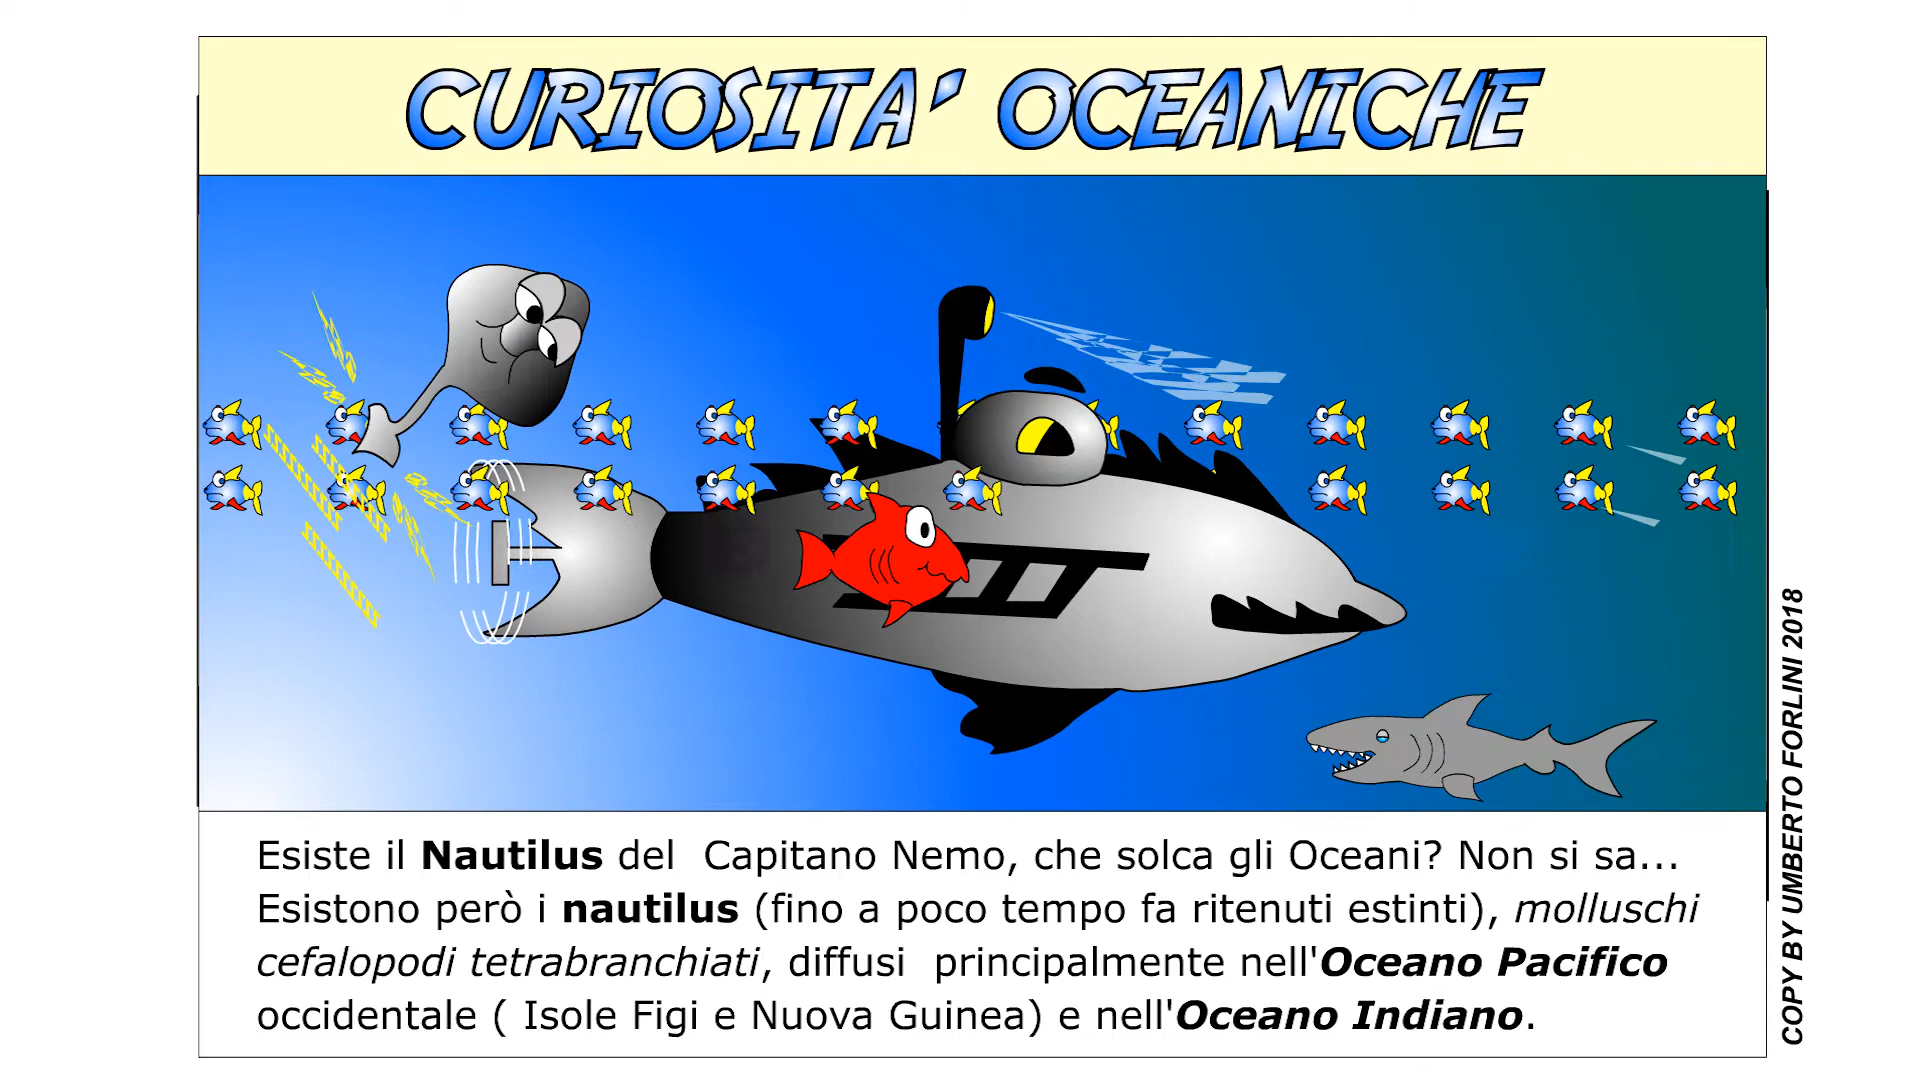 CURIOSITA' OCEANICHE
Esiste il Nautilus del  Capitano Nemo, che solca gli Oceani? Non si sa...
Esistono però i nautilus (fino a poco tempo fa ritenuti estinti), molluschi
cefalopodi tetrabranchiati, diffusi  principalmente nell'Oceano Pacifico
occidentale ( Isole Figi e Nuova Guinea) e nell'Oceano Indiano.
COPY BY UMBERTO FORLINI 2018